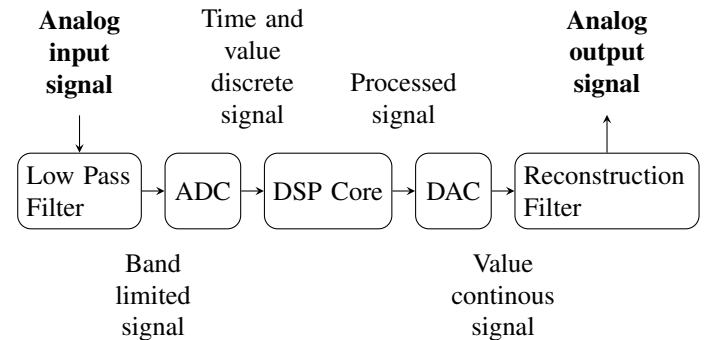 Analog
input
signal
Time and
value
discrete
signal
Processed
signal
Analog
output
signal
Low Pass
Filter
ADC
DSP Core
DAC
Reconstruction
Filter
Band
limited
signal
Value
continous
signal